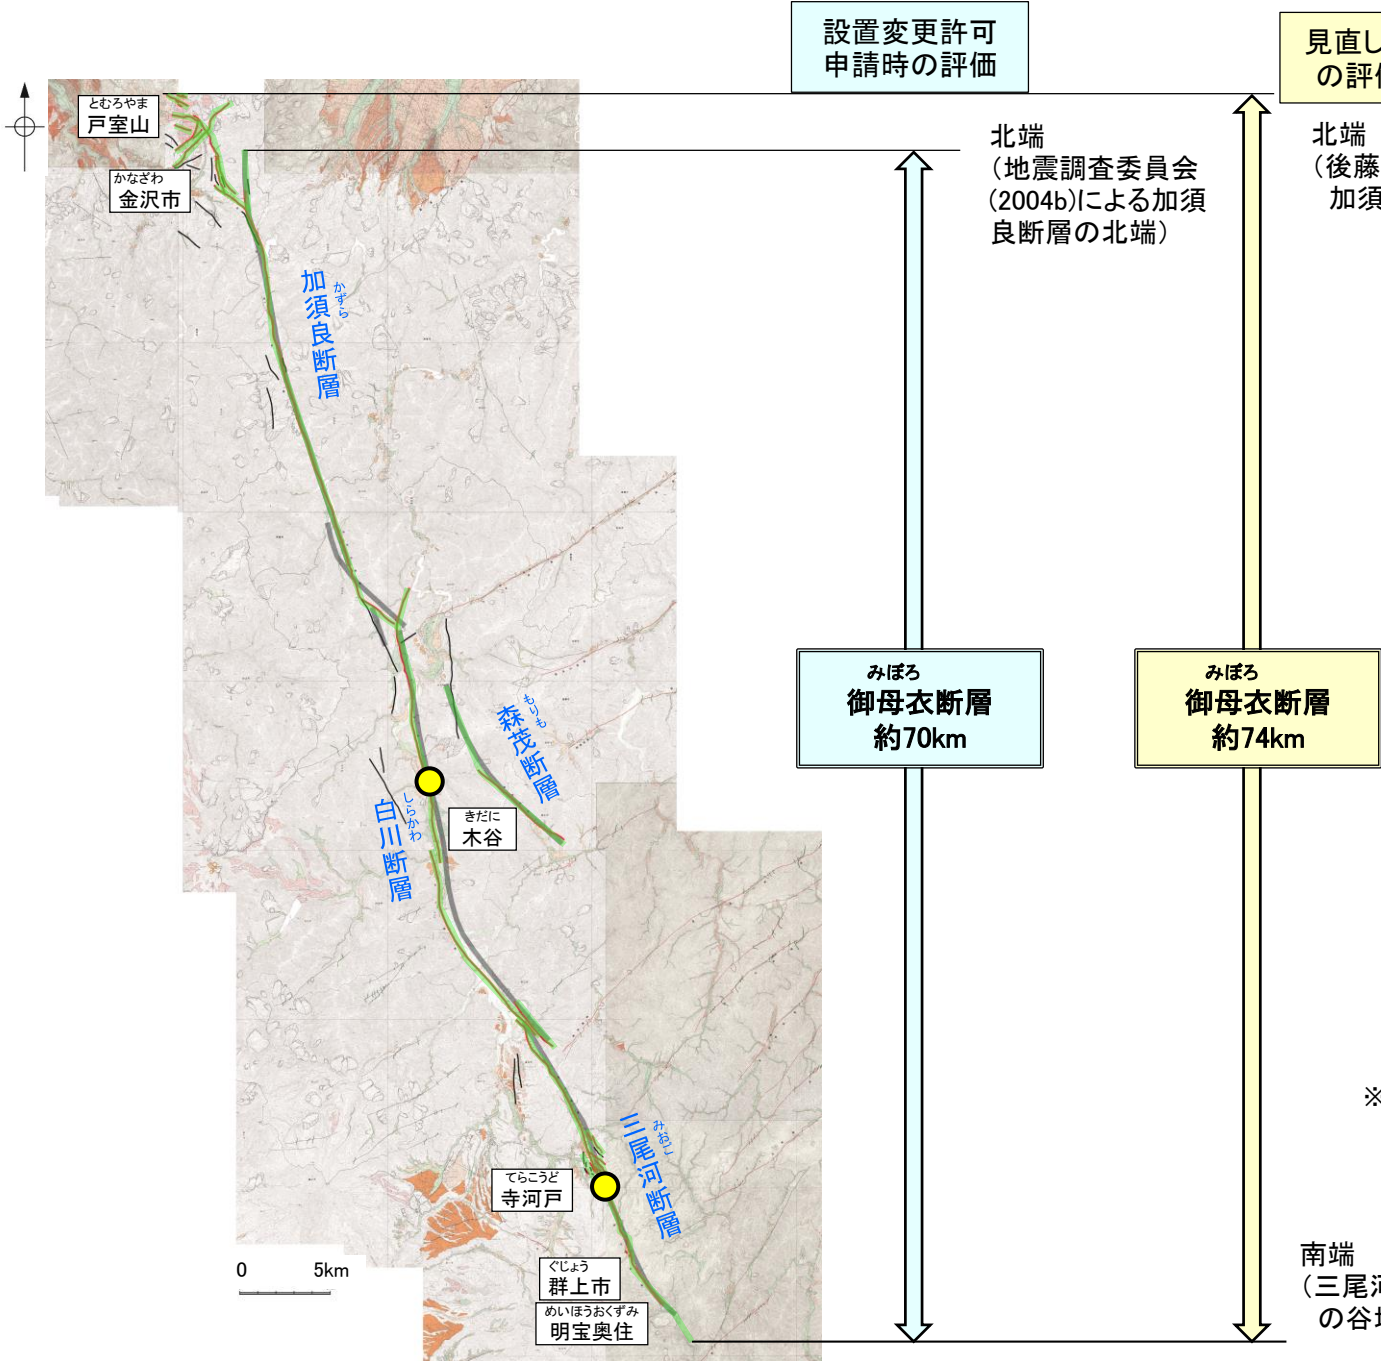 設置変更許可
申請時の評価
見直し
の評
とむろやま
戸室山
かなざわ
金沢市
北端
(地震調査委員会
(2004b)による加須
良断層の北端)
北端
(後藤
加須
かずら
加須良断層
もりも
森茂断層
みぼろ
御母衣断層
約70km
みぼろ
御母衣断層
約74km
しらかわ
白川断層
きだに
木谷
※
みおご
三尾河断層
てらこうど
寺河戸
0 5km
ぐじょう
群上市
めいほうおくずみ
明宝奥住
南端
(三尾河
の谷